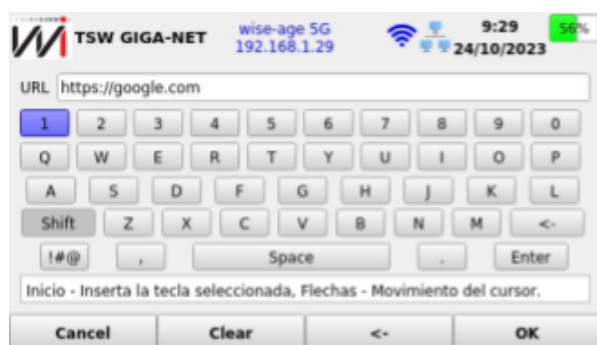 TSW GIGA-NET wise-age 5G 9:29 56%
192.168.1.29 24/10/2023
URL https://google.com
1 2 3 4 5 6 7 8 9 0
Q W E R T Y U I O P
A S D F G H J K L
Shift Z X C V B N M <-
!#@ , Space . Enter
Inicio - Inserta la tecla seleccionada, Flechas - Movimiento del cursor.
Cancel Clear <- OK